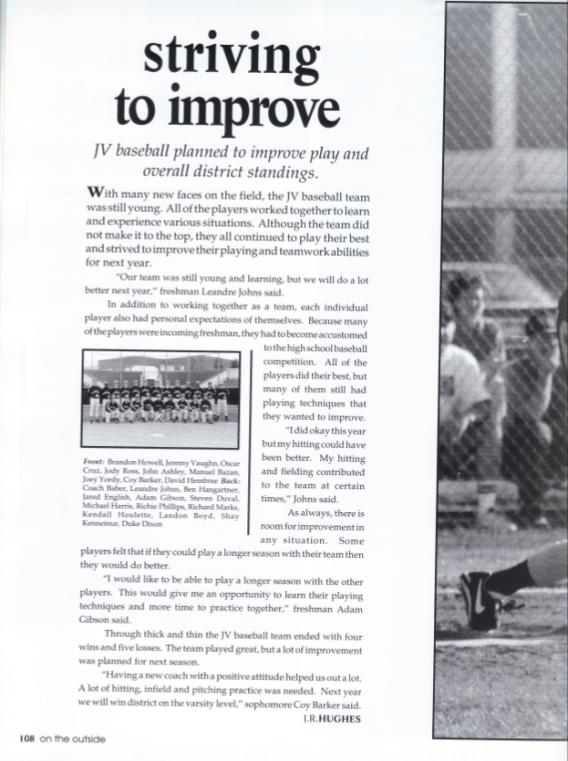 striving
to improve
JV baseball planned to improve play and
overall district standings.
With many new faces on the field, the JV baseball team
was still young. All of the players worked together to learn
and experience various situations. Although the team did
not make it to the top, they all continued to play their best
and strived to improve their playing and teamwork abilities
for next year.
"Our team was still young and learning, but we will do a lot
better next year," freshman Leandre Johns said.
In addition to working together as a team, each individual
player also had personal expectations of themselves. Because many
of the players were incoming freshman, they had to become accustomed
to the high school baseball
competition. All of the
players did their best, but
many of them still had
playing techniques that
they wanted to improve.
"I did okay this year
but my hitting could have
been better. My hitting
and fielding contributed
to the team at certain
times," Johns said.
As always, there is
room for improvement in
any situation. Some
players felt that if they could play a longer season with their team then
they would do better.
"I would like to be able to play a longer season with the other
players. This would give me an opportunity to learn their playing
techniques and more time to practice together," freshman Adam
Gibson said.
Through thick and thin the JV baseball team ended with four
wins and five losses. The team played great, but a lot of improvement
was planned for next season.
"Having a new coach with a positive attitude helped us out a lot.
A lot of hitting, infield and pitching practice was needed. Next year
we will win district on the varsity level," sophomore Coy Barker said.
J.R.HUGHES
Front: Brandon Howell, Jeremy Vaughn, Oscar
Cruz, Jody Ross, John Ashley, Manuel Bazan,
Joey Yordy, Coy Barker, David Hembree Back:
Coach Baber, Leandre Johns, Ben Hangartner,
Jared English, Adam Gibson, Steven Duval,
Michael Harris, Richie Phillips, Richard Marks,
Kendall Houlette, Landon Boyd, Shay
Kennemur, Duke Dixon
108 on the outside